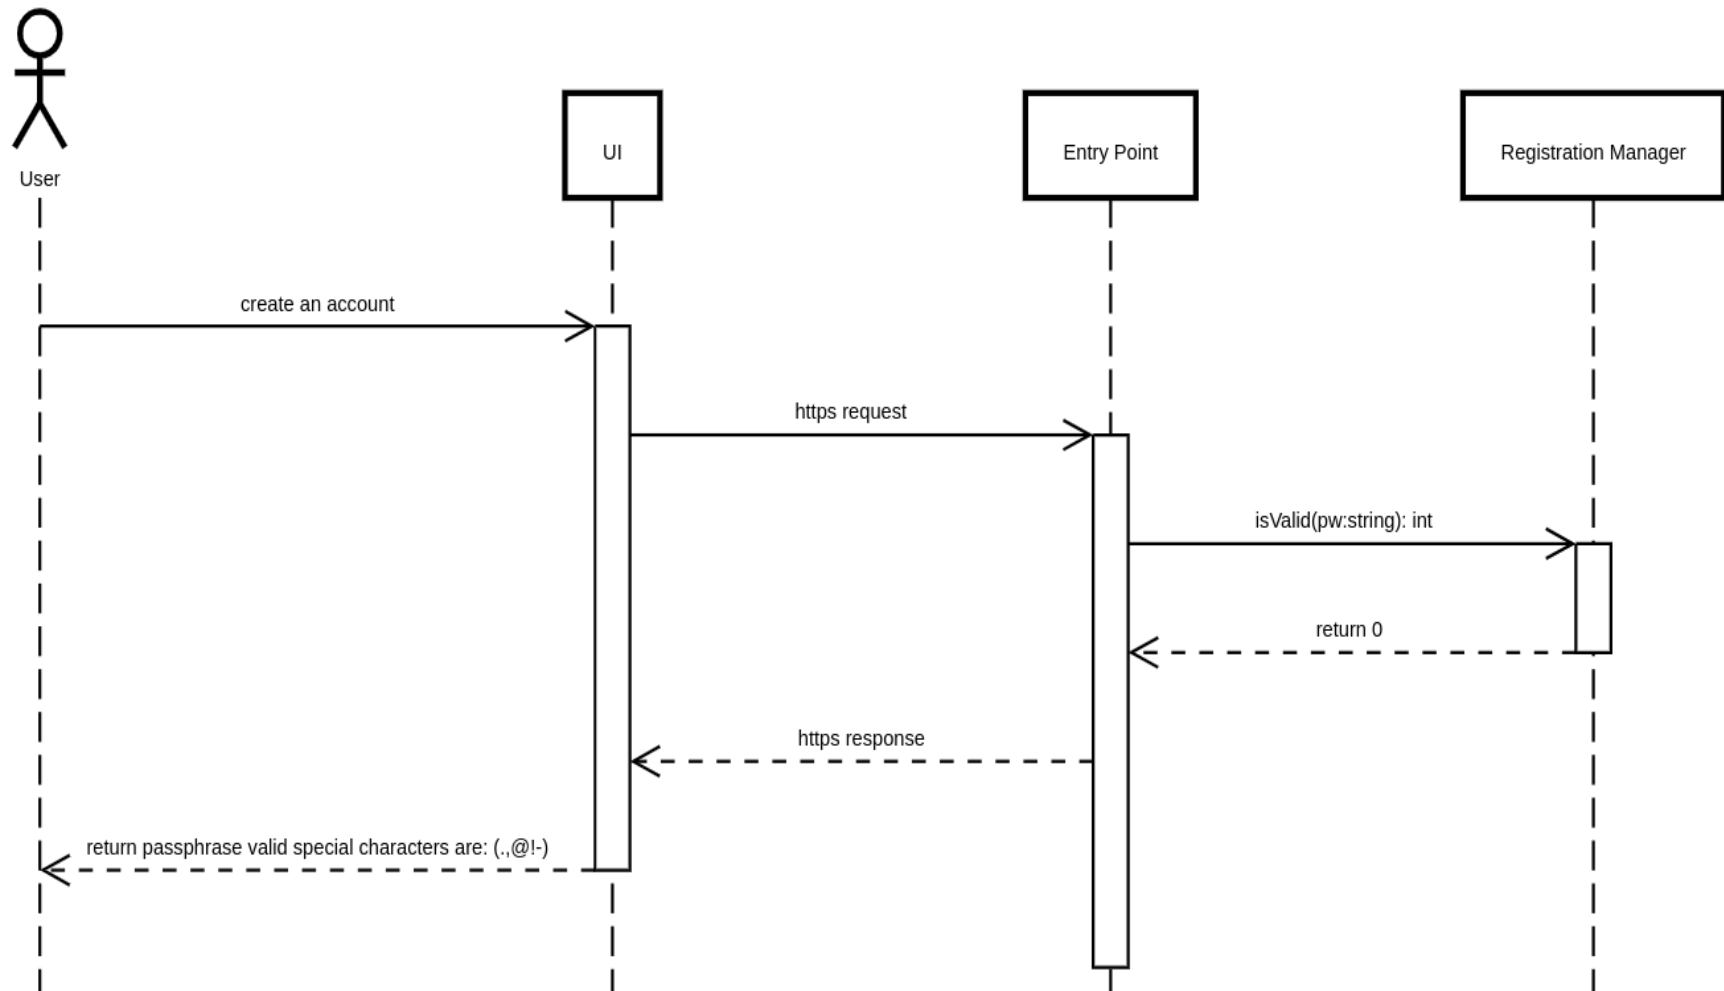 User
UI
Entry Point
Registration Manager
create an account
https request
isValid(pw:string): int
return 0
https response
return passphrase valid special characters are: (.,@!-)